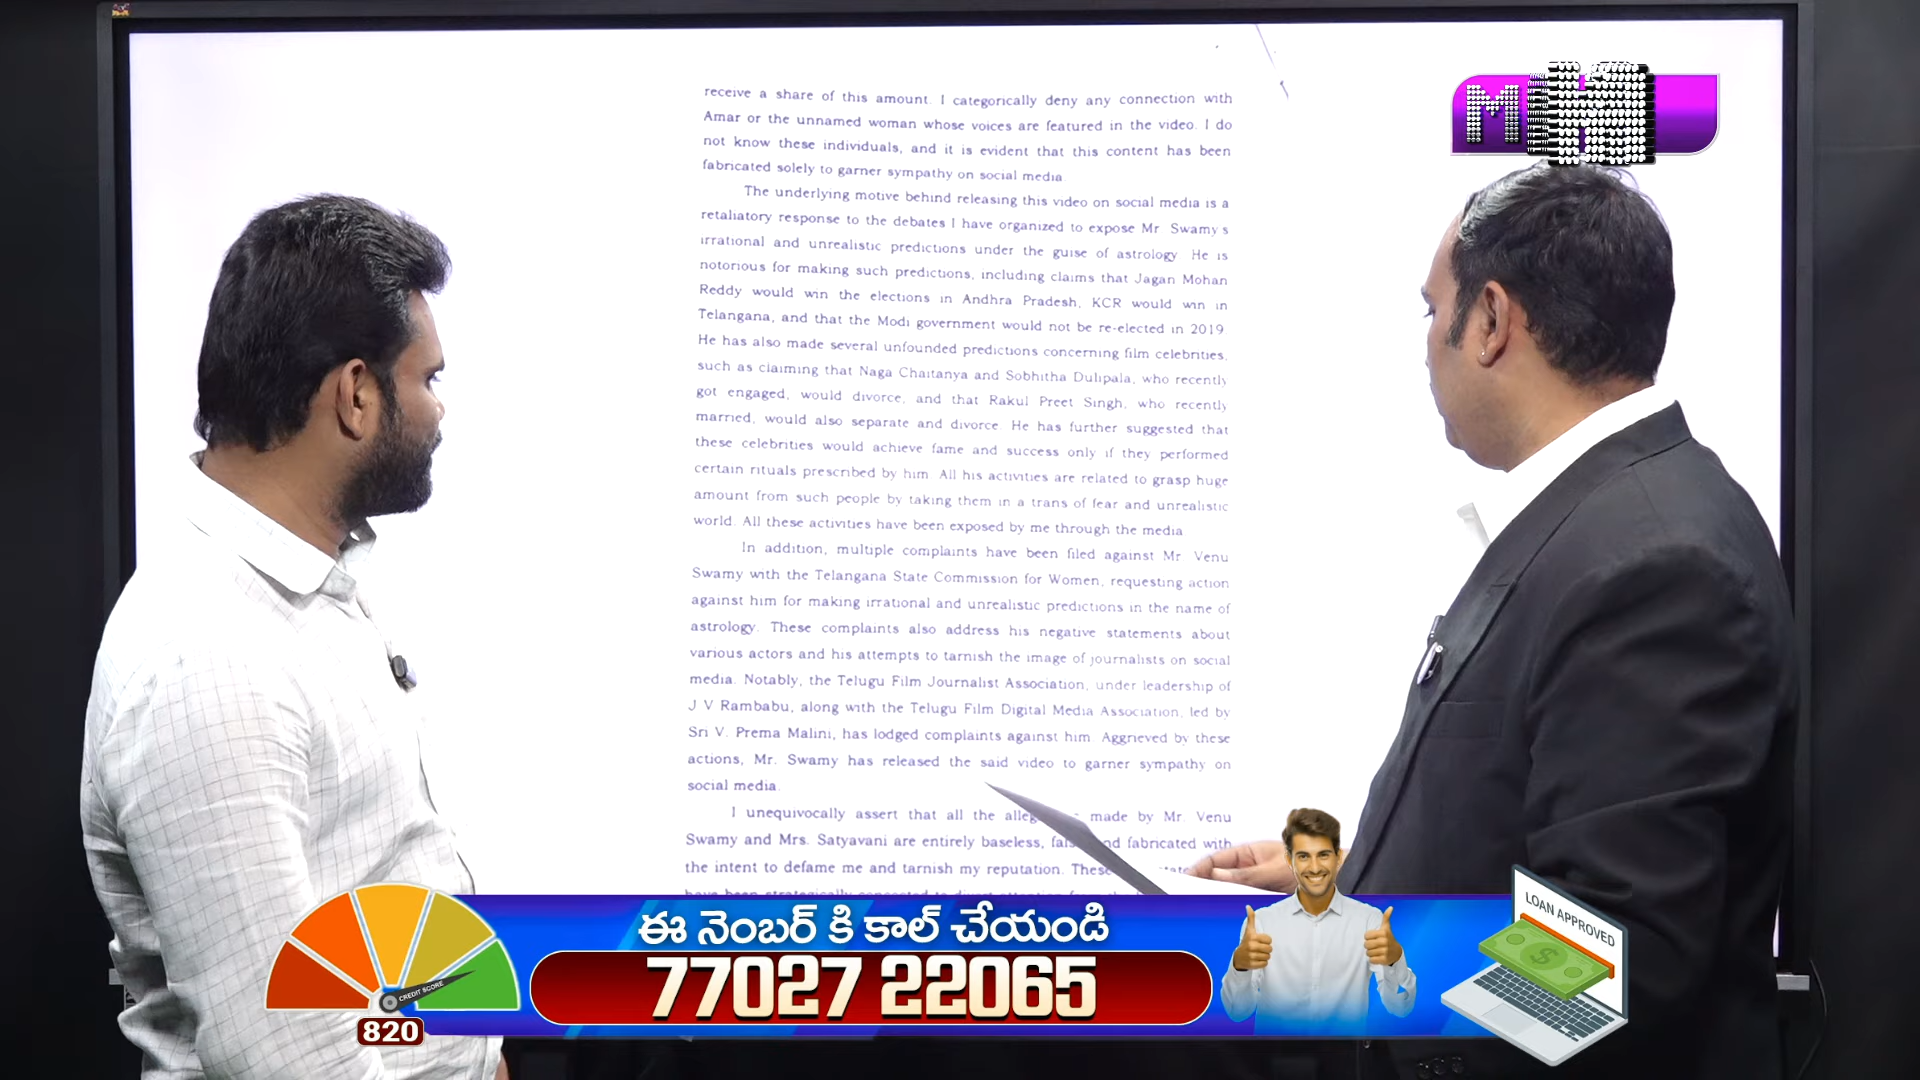 receive a share of this amount. I categorically deny any connection with
Amar or the unnamed woman whose voices are featured in the video. I do
not know these individuals, and it is evident that this content has been
fabricated solely to garner sympathy on social media.
The underlying motive behind releasing this video on social media is a
retaliatory response to the debates I have organized to expose Mr. Swamy's
irrational and unrealistic predictions under the guise of astrology. He is
notorious for making such predictions, including claims that Jagan Mohan
Reddy would win the elections in Andhra Pradesh, KCR would win in
Telangana, and that the Modi government would not be re-elected in 2019.
He has also made several unfounded predictions concerning film celebrities,
such as claiming that Naga Chaitanya and Sobhitha Dulipala, who recently
got engaged, would divorce, and that Rakul Preet Singh, who recently
married, would also separate and divorce. He has further suggested that
these celebrities would achieve fame and success only if they performed
certain rituals prescribed by him. All his activities are related to grasp huge
amount from such people by taking them in a trans of fear and unrealistic
world. All these activities have been exposed by me through the media.
In addition, multiple complaints have been filed against Mr. Venu
Swamy with the Telangana State Commission for Women, requesting action
against him for making irrational and unrealistic predictions in the name of
astrology. These complaints also address his negative statements about
various actors and his attempts to tarnish the image of journalists on social
media. Notably, the Telugu Film Journalist Association, under leadership of
J V Rambabu, along with the Telugu Film Digital Media Association, led by
Sri V. Prema Malini, has lodged complaints against him. Aggrieved by these
actions, Mr. Swamy has released the said video to garner sympathy on
social media.
I unequivocally assert that all the made by Mr. Venu
Swamy and Mrs. Satyavani are entirely baseless, fabricated with
the intent to defame me and tarnish my reputation.
ఈ నెంబర్ కి కాల్ చేయండి
77027 22065
CREDIT SCORE
820
LOAN APPROVED